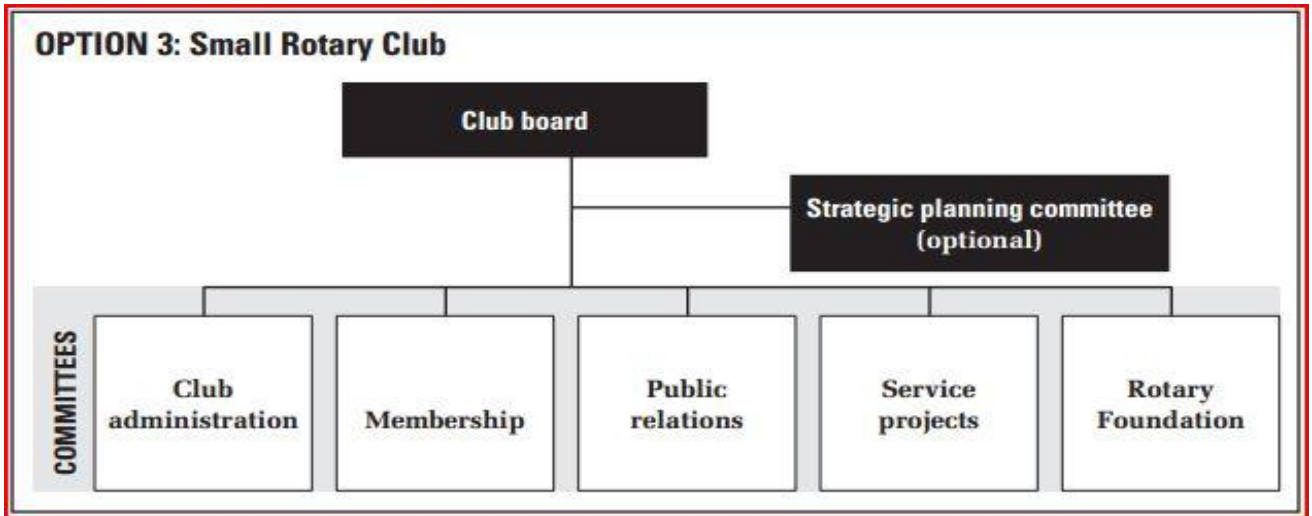 OPTION 3: Small Rotary Club
Club board
Strategic planning committee
(optional)
COMMITTEES
Club
administration
Membership
Public
relations
Service
projects
Rotary
Foundation